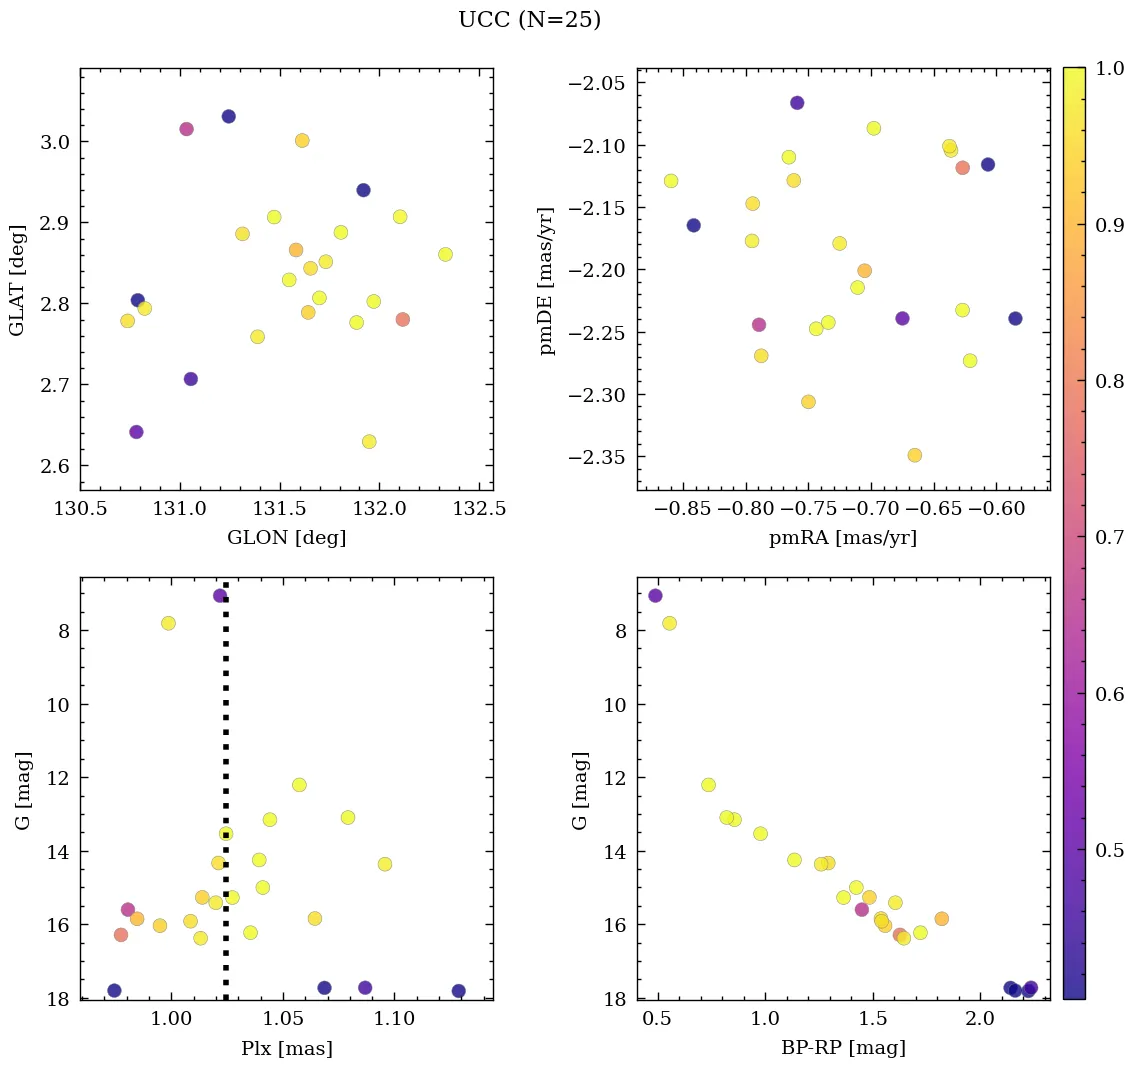 UCC (N=25)
3.0
2.9
2.8
2.7
2.6
GLAT [deg]
130.5 131.0 131.5 132.0 132.5
GLON [deg]
−2.05
−2.10
−2.15
−2.20
−2.25
−2.30
−2.35
pmDE [mas/yr]
−0.85 −0.80 −0.75 −0.70 −0.65 −0.60
pmRA [mas/yr]
8
10
12
14
16
18
G [mag]
1.00 1.05 1.10
Plx [mas]
8
10
12
14
16
18
G [mag]
0.5 1.0 1.5 2.0
BP-RP [mag]
1.0
0.9
0.8
0.7
0.6
0.5